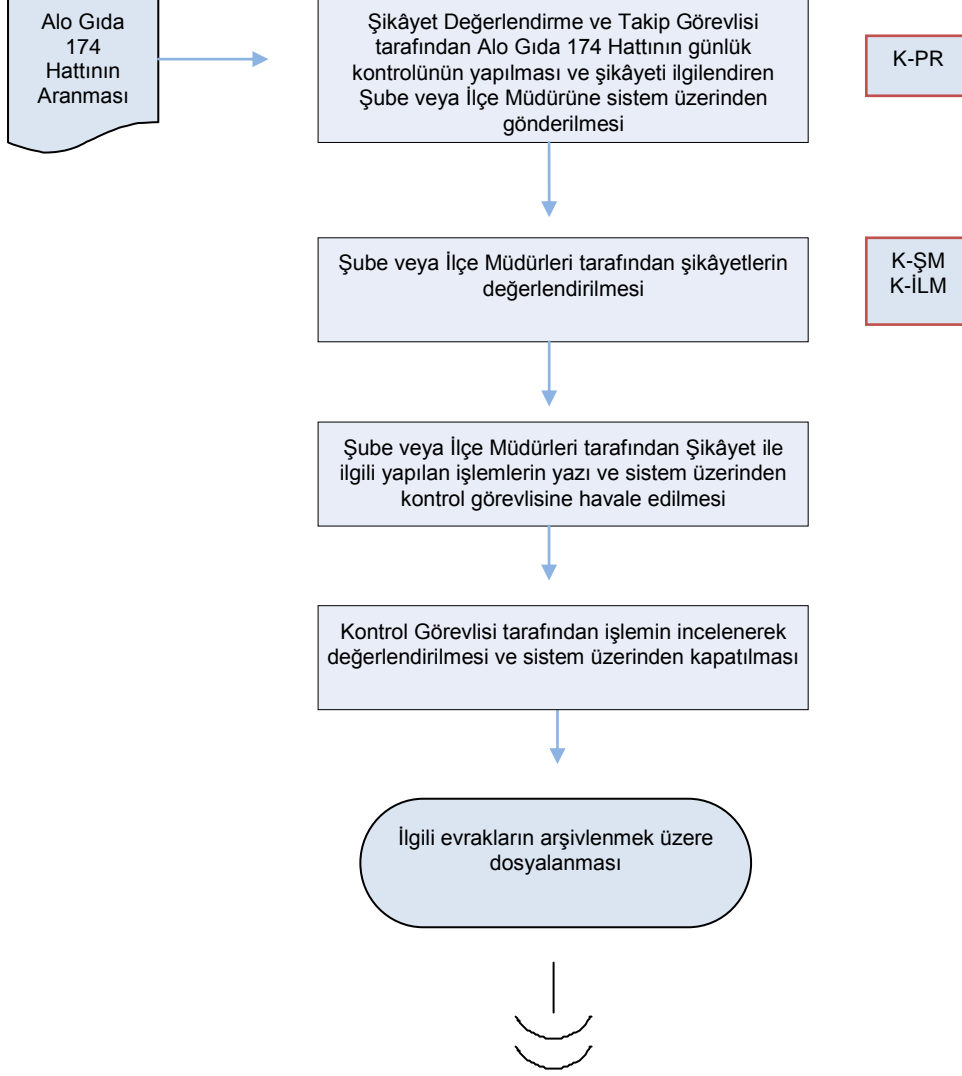 Alo Gıda
174
Hattının
Aranması
Şikâyet Değerlendirme ve Takip Görevlisi
tarafından Alo Gıda 174 Hattının günlük
kontrolünün yapılması ve şikâyeti ilgilendiren
Şube veya İlçe Müdürüne sistem üzerinden
gönderilmesi
K-PR
Şube veya İlçe Müdürleri tarafından şikâyetlerin
değerlendirilmesi
K-ŞM
K-İLM
Şube veya İlçe Müdürleri tarafından Şikâyet ile
ilgili yapılan işlemlerin yazı ve sistem üzerinden
kontrol görevlisine havale edilmesi
Kontrol Görevlisi tarafından işlemin incelenerek
değerlendirilmesi ve sistem üzerinden kapatılması
İlgili evrakların arşivlenmek üzere
dosyalanması